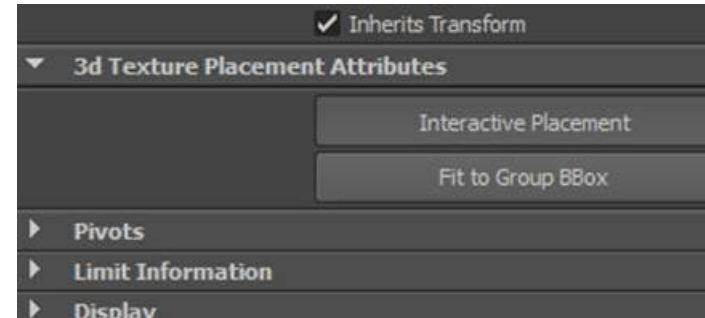 Inherits Transform
3d Texture Placement Attributes
Interactive Placement
Fit to Group BBox
Pivots
Limit Information
Display